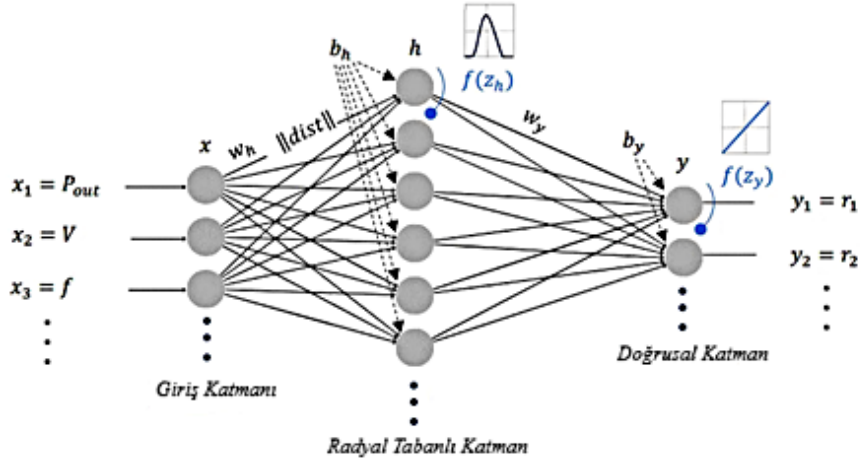 b_h
h
f(z_h)
x
w_h
‖dist‖
w_y
b_y
y
f(z_y)
x_1 = P_out
x_2 = V
x_3 = f
y_1 = r_1
y_2 = r_2
Giriş Katmanı
Radyal Tabanlı Katman
Doğrusal Katman